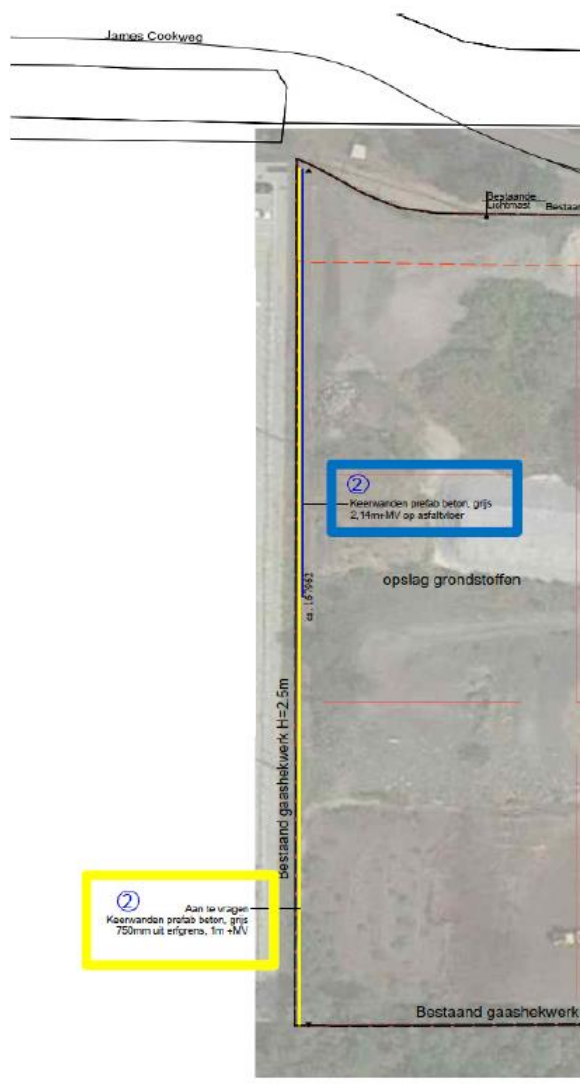 James Cookweg
Bestaande
Lichtmast
②
Keerwanden prefab beton, grijs
2,14m+MV op asfaltvloer
opslag grondstoffen
Bestaand gaashekwerk H=2.5m
②
Aan te vragen
Keerwanden prefab beton, grijs
750mm uit erfgrens, 1m +MV
Bestaand gaashekwerk